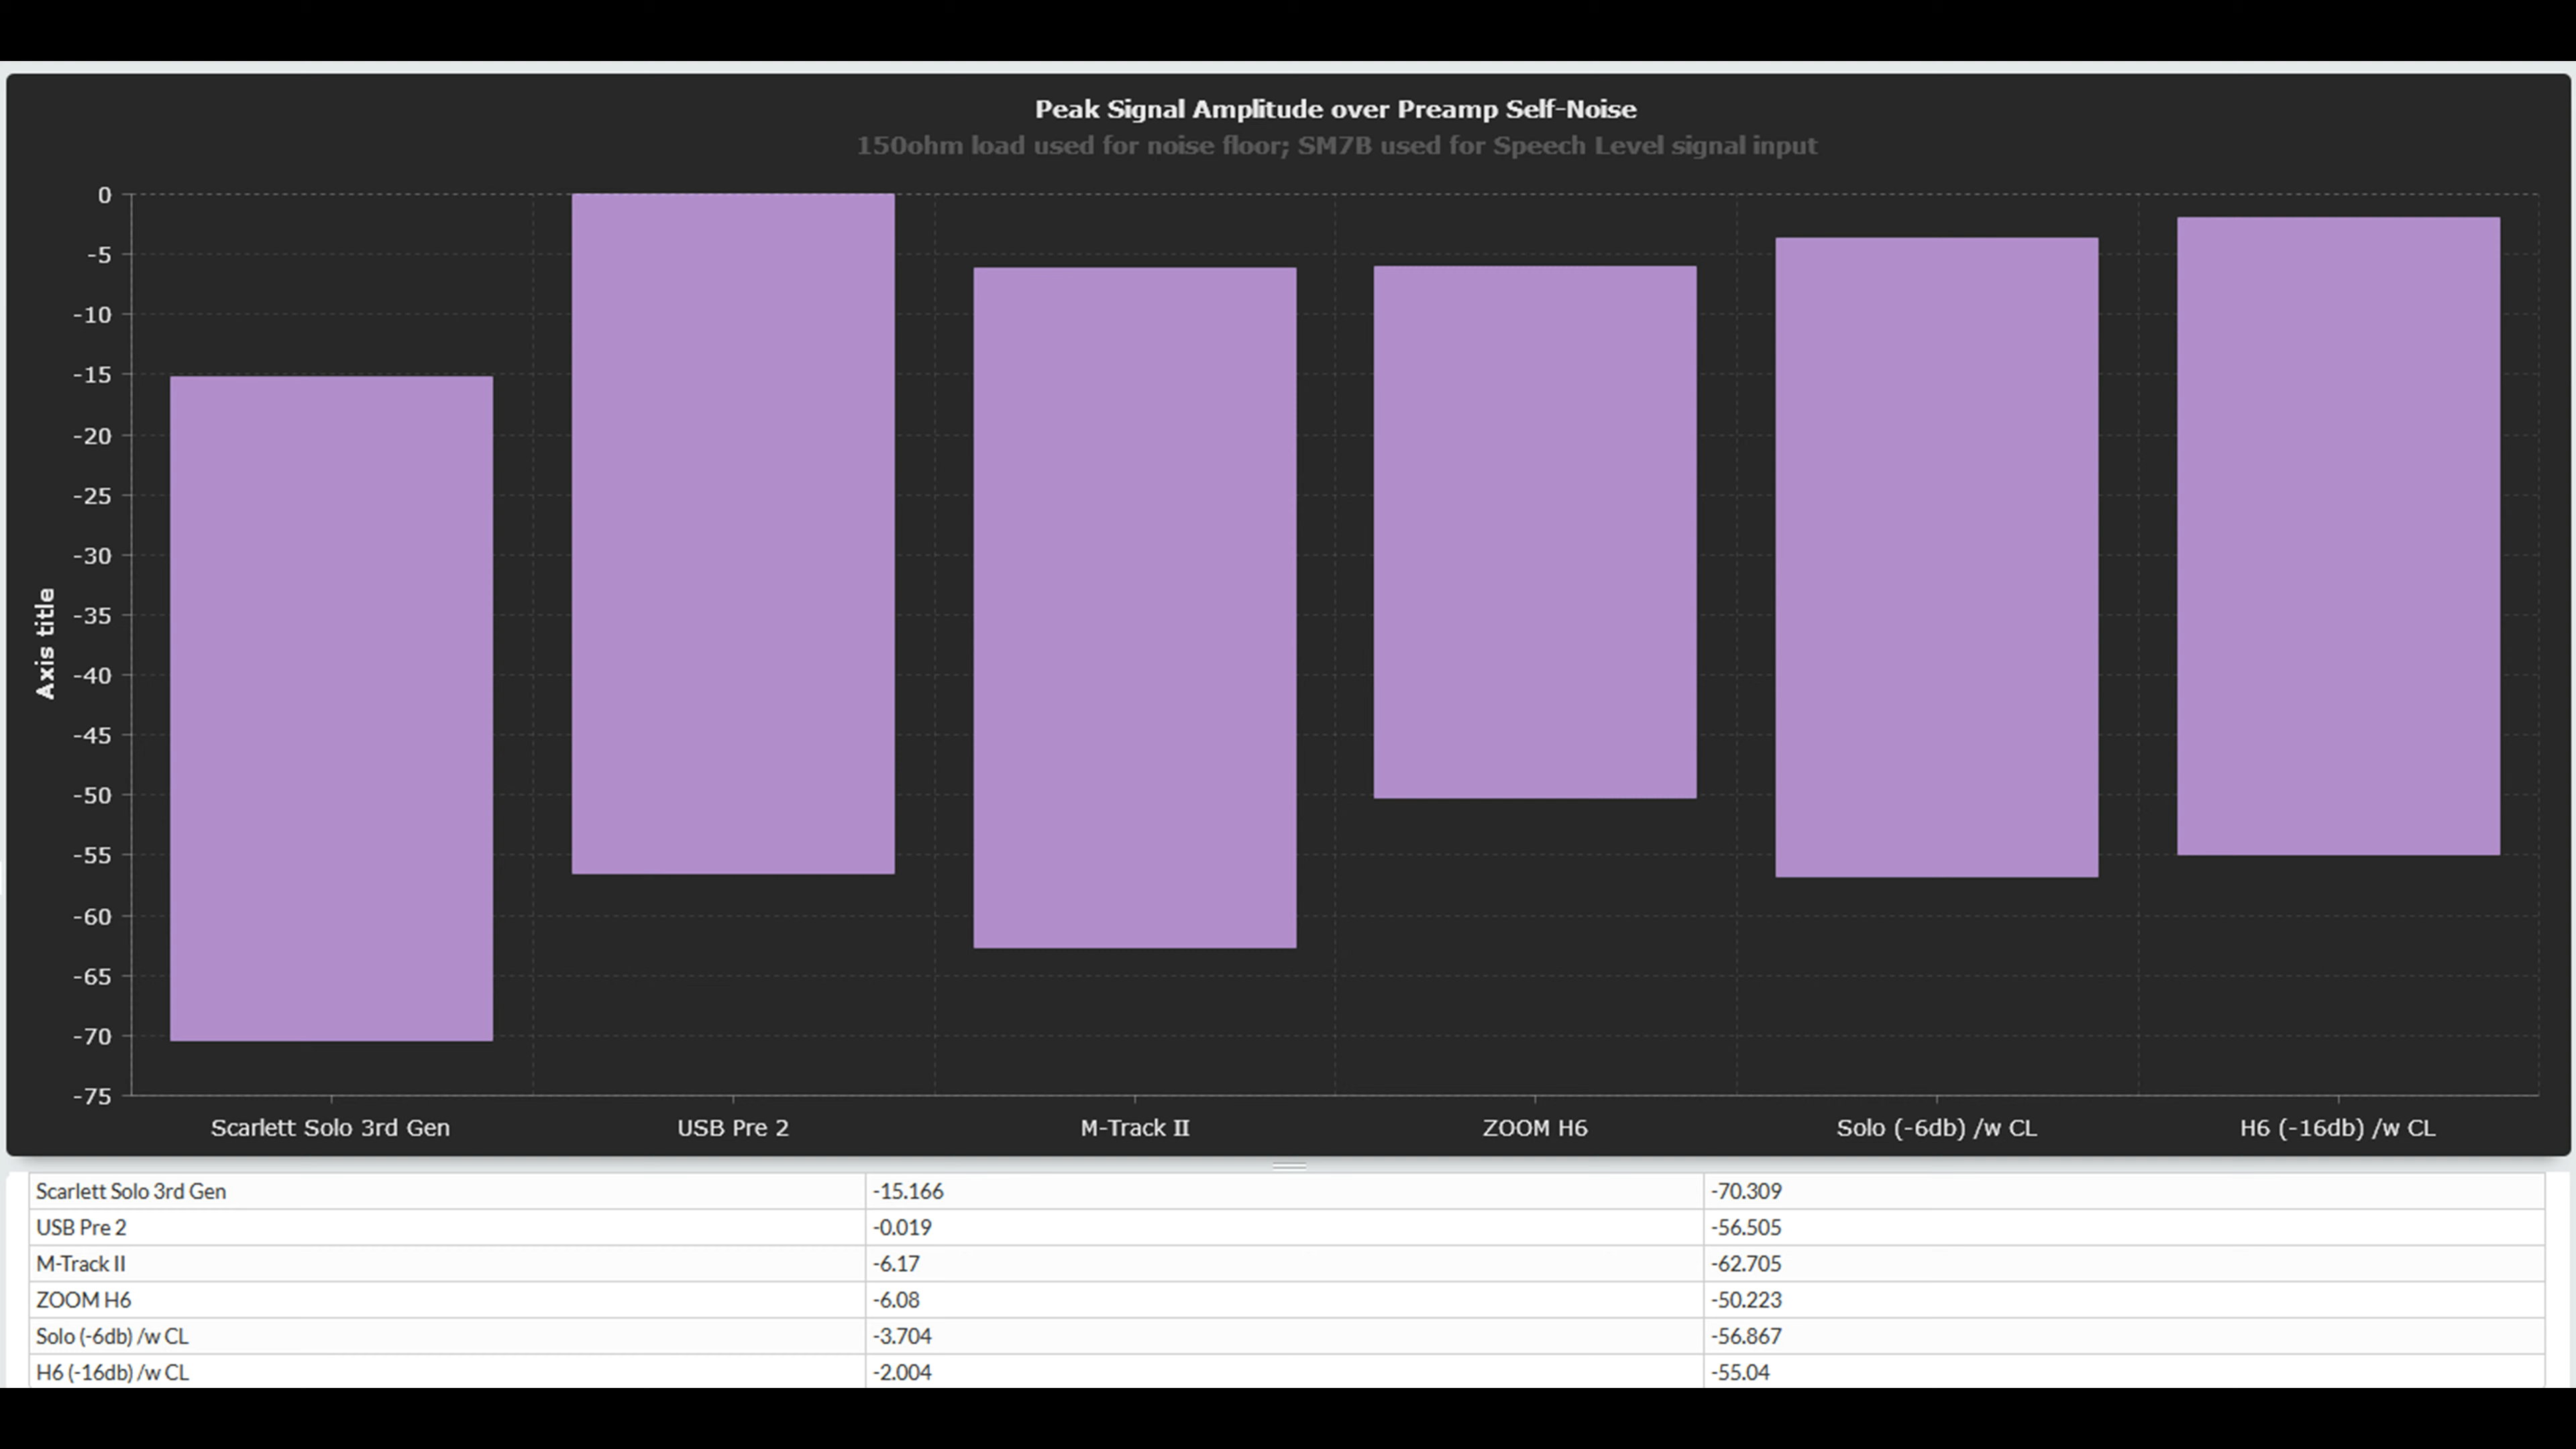 Peak Signal Amplitude over Preamp Self-Noise
150ohm load used for noise floor; SM7B used for Speech Level signal input
0
-5
-10
-15
-20
-25
-30
-35
-40
-45
-50
-55
-60
-65
-70
-75
Axis title
Scarlett Solo 3rd Gen USB Pre 2 M-Track II ZOOM H6 Solo (-6db) /w CL H6 (-16db) /w CL
Scarlett Solo 3rd Gen -15.166 -70.309
USB Pre 2 -0.019 -56.505
M-Track II -6.17 -62.705
ZOOM H6 -6.08 -50.223
Solo (-6db) /w CL -3.704 -56.867
H6 (-16db) /w CL -2.004 -55.04